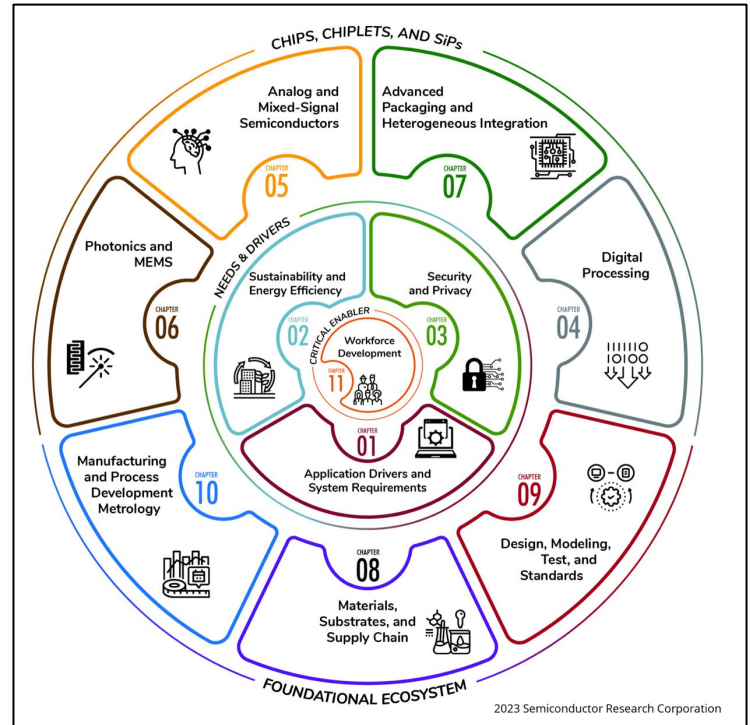 CHIPS, CHIPLETS, AND SiPs
Analog and
Mixed-Signal
Semiconductors
CHAPTER
05
Advanced
Packaging and
Heterogeneous Integration
CHAPTER
07
Photonics and
MEMS
CHAPTER
06
Digital
Processing
CHAPTER
04
IIIIIO
IOIOO
NEEDS & DRIVERS
Sustainability and
Energy Efficiency
CHAPTER
02
Security
and Privacy
CHAPTER
03
CRITICAL ENABLER
Workforce
Development
CHAPTER
11
CHAPTER
01
Application Drivers and
System Requirements
Manufacturing
and Process
Development
Metrology
CHAPTER
10
CHAPTER
09
Design, Modeling,
Test, and
Standards
CHAPTER
08
Materials,
Substrates, and
Supply Chain
FOUNDATIONAL ECOSYSTEM
2023 Semiconductor Research Corporation